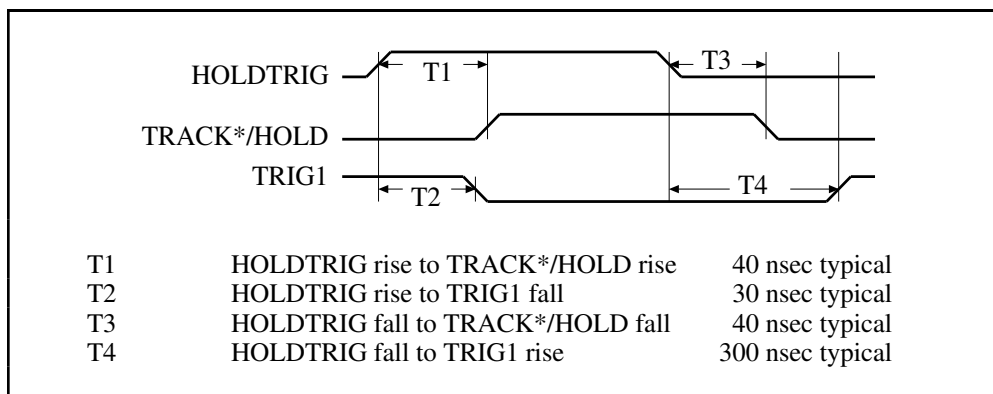 HOLDTRIG
T1
T3
TRACK*/HOLD
TRIG1
T2
T4
T1 HOLDTRIG rise to TRACK*/HOLD rise 40 nsec typical
T2 HOLDTRIG rise to TRIG1 fall 30 nsec typical
T3 HOLDTRIG fall to TRACK*/HOLD fall 40 nsec typical
T4 HOLDTRIG fall to TRIG1 rise 300 nsec typical